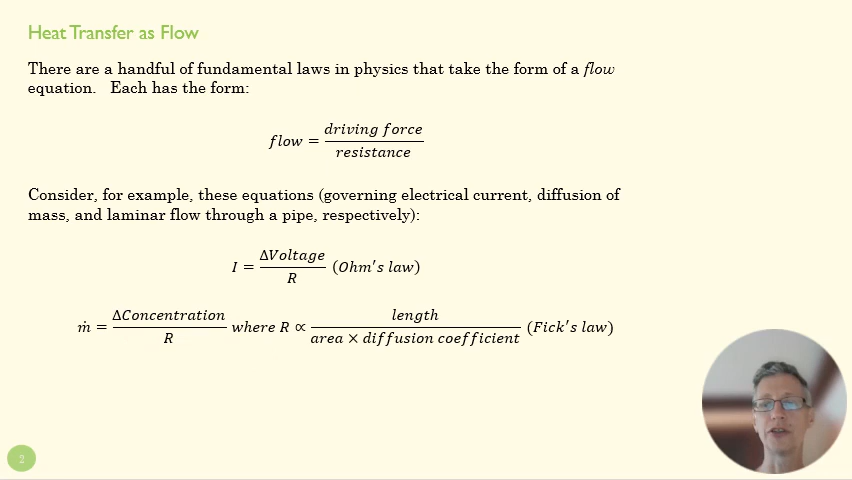 Heat Transfer as Flow
There are a handful of fundamental laws in physics that take the form of a flow
equation. Each has the form:
flow = driving force / resistance
Consider, for example, these equations (governing electrical current, diffusion of
mass, and laminar flow through a pipe, respectively):
I = ΔVoltage / R (Ohm's law)
ṁ = ΔConcentration / R where R ∝ length / area × diffusion coefficient (Fick's law)
2